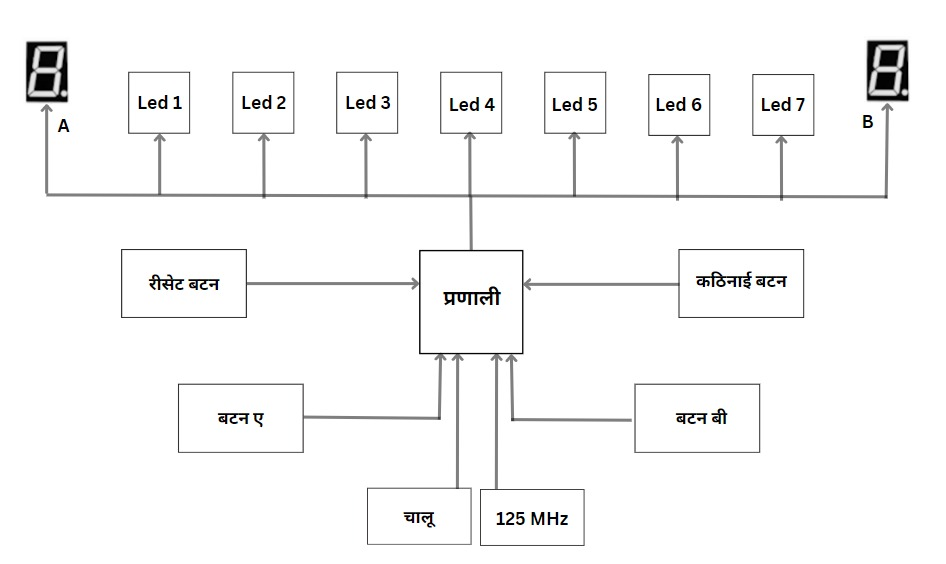 Led 1
Led 2
Led 3
Led 4
Led 5
Led 6
Led 7
A
B
रीसेट बटन
प्रणाली
कठिनाई बटन
बटन ए
बटन बी
चालू
125 MHz